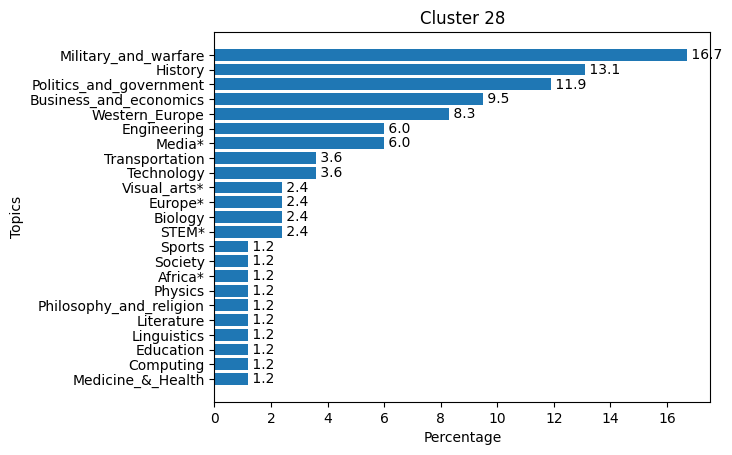 Cluster 28
Topics
Military_and_warfare 16.7
History 13.1
Politics_and_government 11.9
Business_and_economics 9.5
Western_Europe 8.3
Engineering 6.0
Media* 6.0
Transportation 3.6
Technology 3.6
Visual_arts* 2.4
Europe* 2.4
Biology 2.4
STEM* 2.4
Sports 1.2
Society 1.2
Africa* 1.2
Physics 1.2
Philosophy_and_religion 1.2
Literature 1.2
Linguistics 1.2
Education 1.2
Computing 1.2
Medicine_&_Health 1.2
0 2 4 6 8 10 12 14 16
Percentage